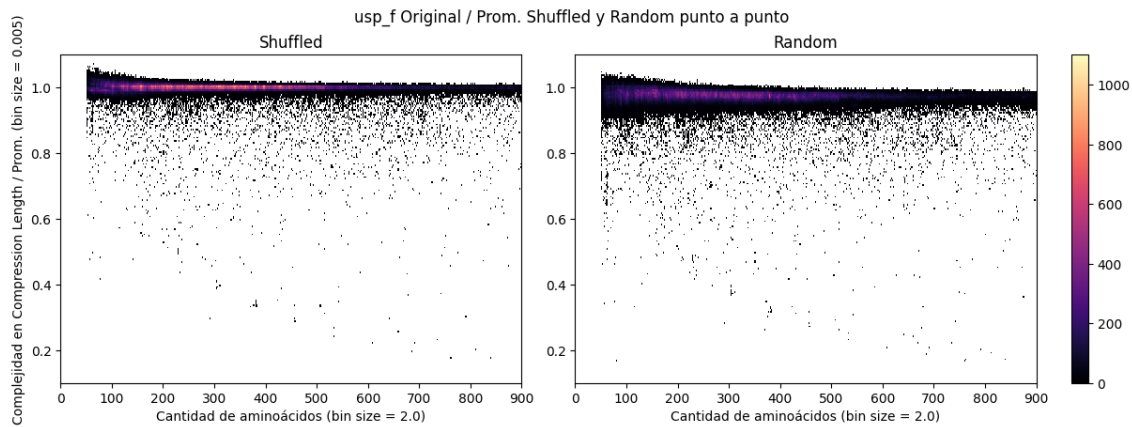 usp_f Original / Prom. Shuffled y Random punto a punto
Shuffled
Random
Complejidad en Compression Length / Prom. (bin size = 0.005)
1.0
0.8
0.6
0.4
0.2
0 100 200 300 400 500 600 700 800 900
Cantidad de aminoácidos (bin size = 2.0)
1.0
0.8
0.6
0.4
0.2
0 100 200 300 400 500 600 700 800 900
Cantidad de aminoácidos (bin size = 2.0)
1000
800
600
400
200
0